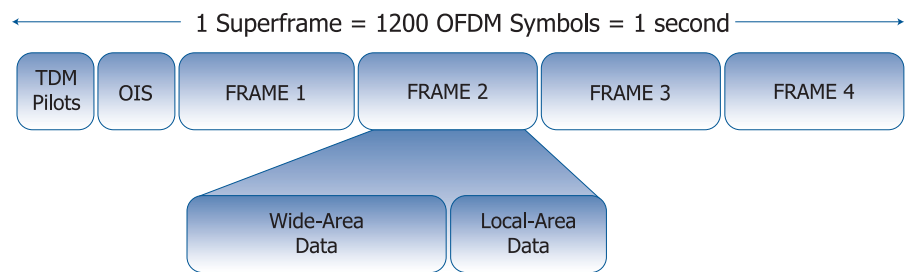 1 Superframe = 1200 OFDM Symbols = 1 second
TDM
Pilots
OIS
FRAME 1
FRAME 2
FRAME 3
FRAME 4
Wide-Area
Data
Local-Area
Data